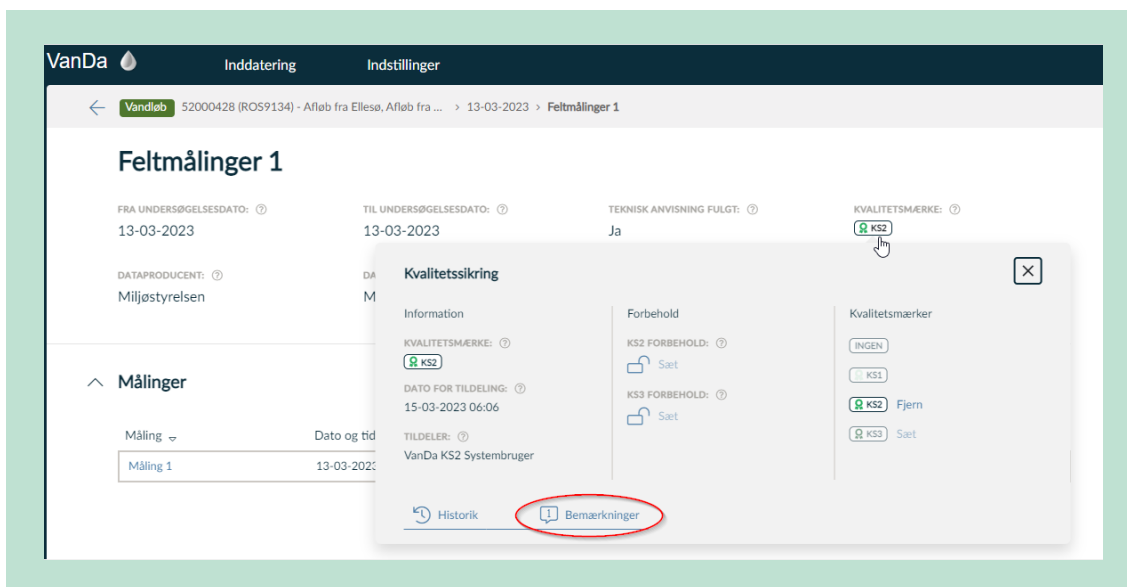 VanDa Inddatering Indstillinger
Vandløb 52000428 (ROS9134) - Afløb fra Ellesø, Afløb fra ... > 13-03-2023 > Feltmålinger 1
Feltmålinger 1
FRA UNDERSØGELSESDATO: TIL UNDERSØGELSESDATO: TEKNISK ANVISNING FULGT: KVALITETSMÆRKE:
13-03-2023 13-03-2023 Ja KS2
DATAPRODUCENT: DA
Miljøstyrelsen M
Kvalitetssikring
Information Forbehold Kvalitetsmærker
KVALITETSMÆRKE: KS2 FORBEHOLD: INGEN
KS2 Sæt KS1
DATO FOR TILDELING: KS3 FORBEHOLD:
15-03-2023 06:06 Sæt KS2 Fjern
TILDELER: KS3 Sæt
VanDa KS2 Systembruger
Historik 1 Bemærkninger
Målinger
Måling Dato og tid
Måling 1 13-03-2023